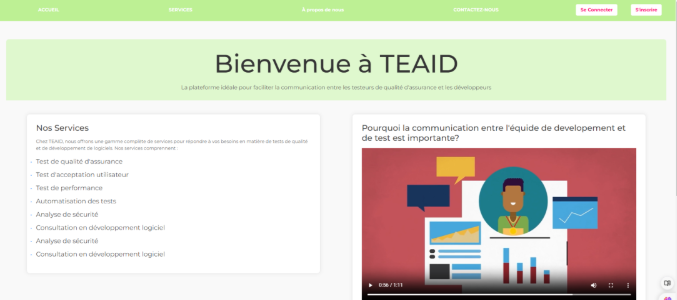 ACCUEIL
SERVICES
À propos de nous
CONTACTEZ-NOUS
Se Connecter
S'inscrire
Bienvenue à TEAID
La plateforme idéale pour faciliter la communication entre les testeurs de qualité d'assurance et les développeurs
Nos Services
Chez TEAID, nous offrons une gamme complète de services pour répondre à vos besoins en matière de tests de qualité
et de développement de logiciels. Nos services comprennent :
Test de qualité d'assurance
Test d'acceptation utilisateur
Test de performance
Automatisation des tests
Analyse de sécurité
Consultation en développement logiciel
Analyse de sécurité
Consultation en développement logiciel
Pourquoi la communication entre l'équide de developement et
de test est importante?
0:56 / 1:11